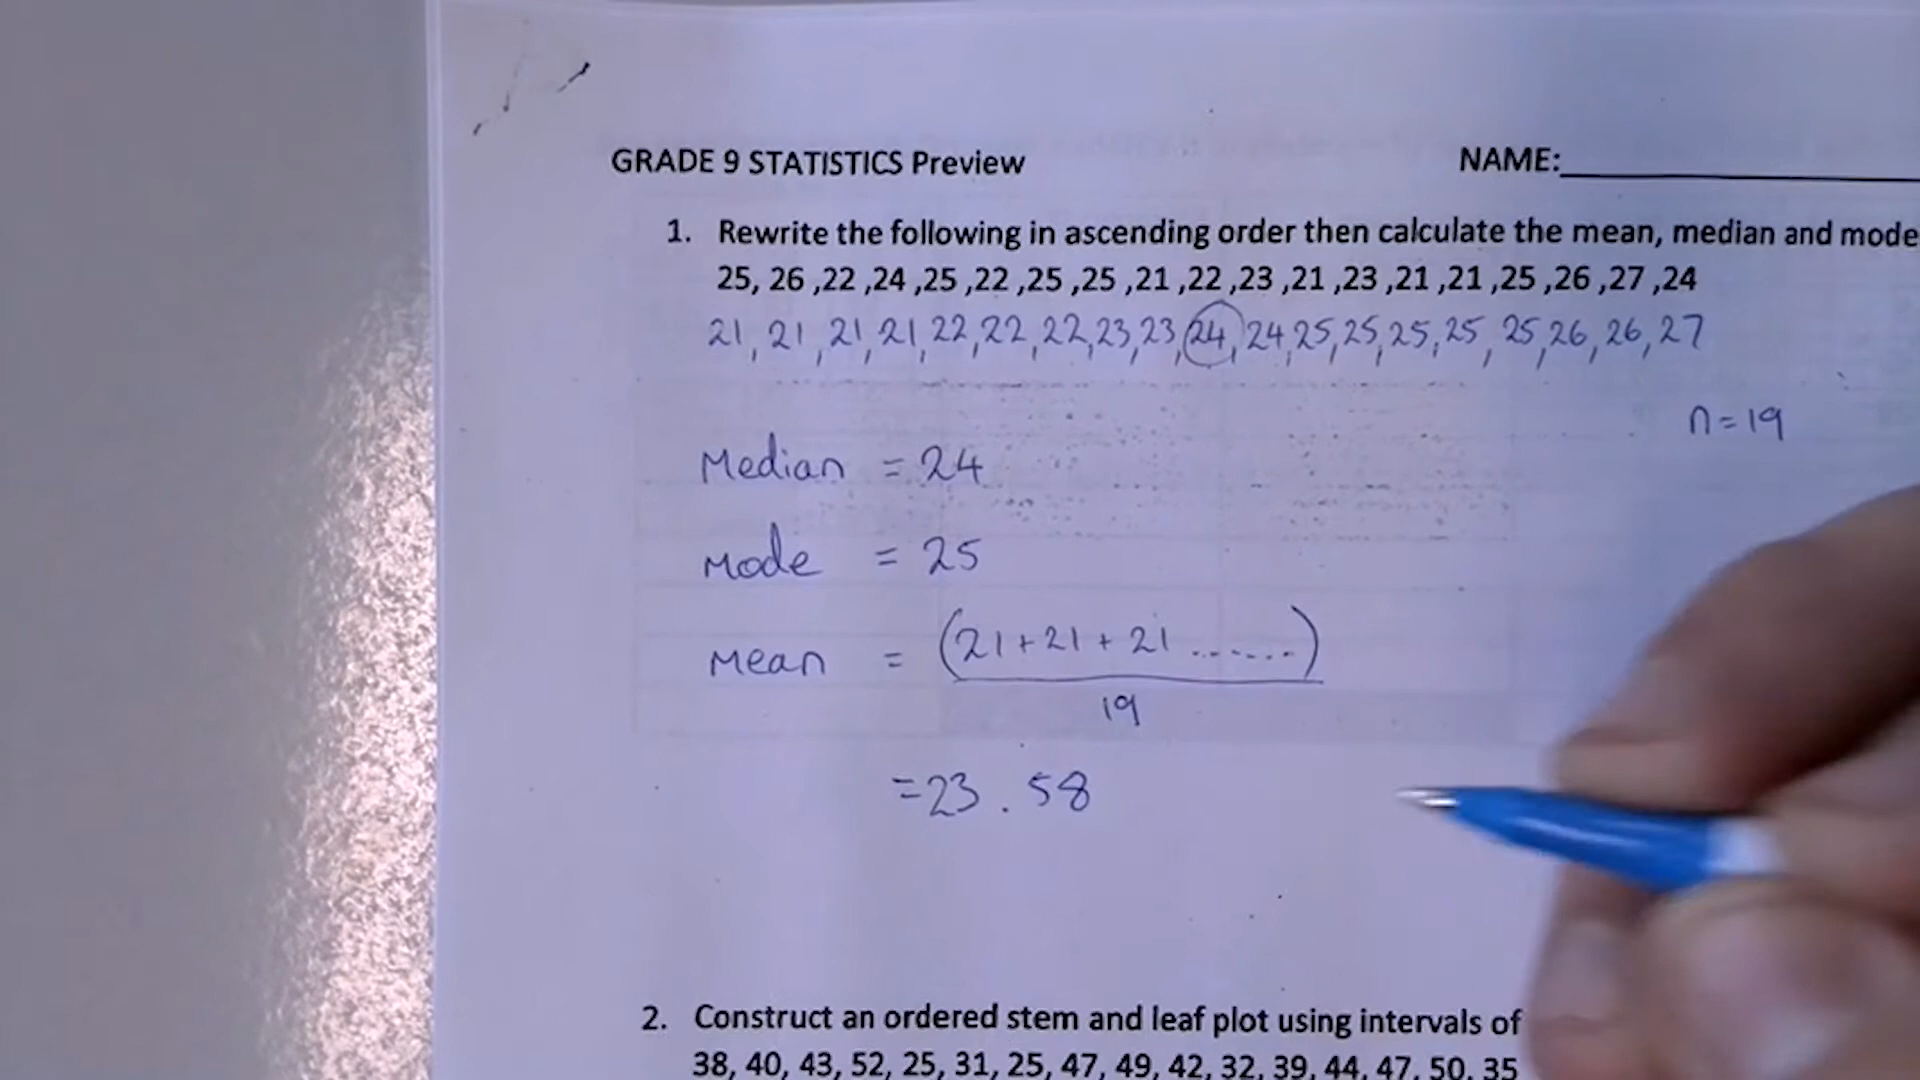 GRADE 9 STATISTICS Preview NAME:
1. Rewrite the following in ascending order then calculate the mean, median and mode
25, 26 ,22 ,24 ,25 ,22 ,25 ,25 ,21 ,22 ,23 ,21 ,23 ,21 ,21 ,25 ,26 ,27 ,24
21, 21, 21, 21, 22, 22, 22, 23, 23, 24, 24, 25, 25, 25, 25, 25, 26, 26, 27
n = 19
Median = 24
Mode = 25
Mean = (21 + 21 + 21 .......)
19
= 23.58
2. Construct an ordered stem and leaf plot using intervals of
38, 40, 43, 52, 25, 31, 25, 47, 49, 42, 32, 39, 44, 47, 50, 35